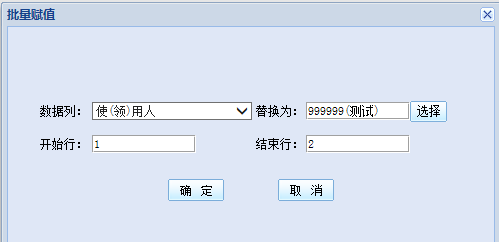 批量赋值
数据列： 使(领)用人 替换为： 999999(测试) 选择
开始行： 1 结束行： 2
确 定 取 消